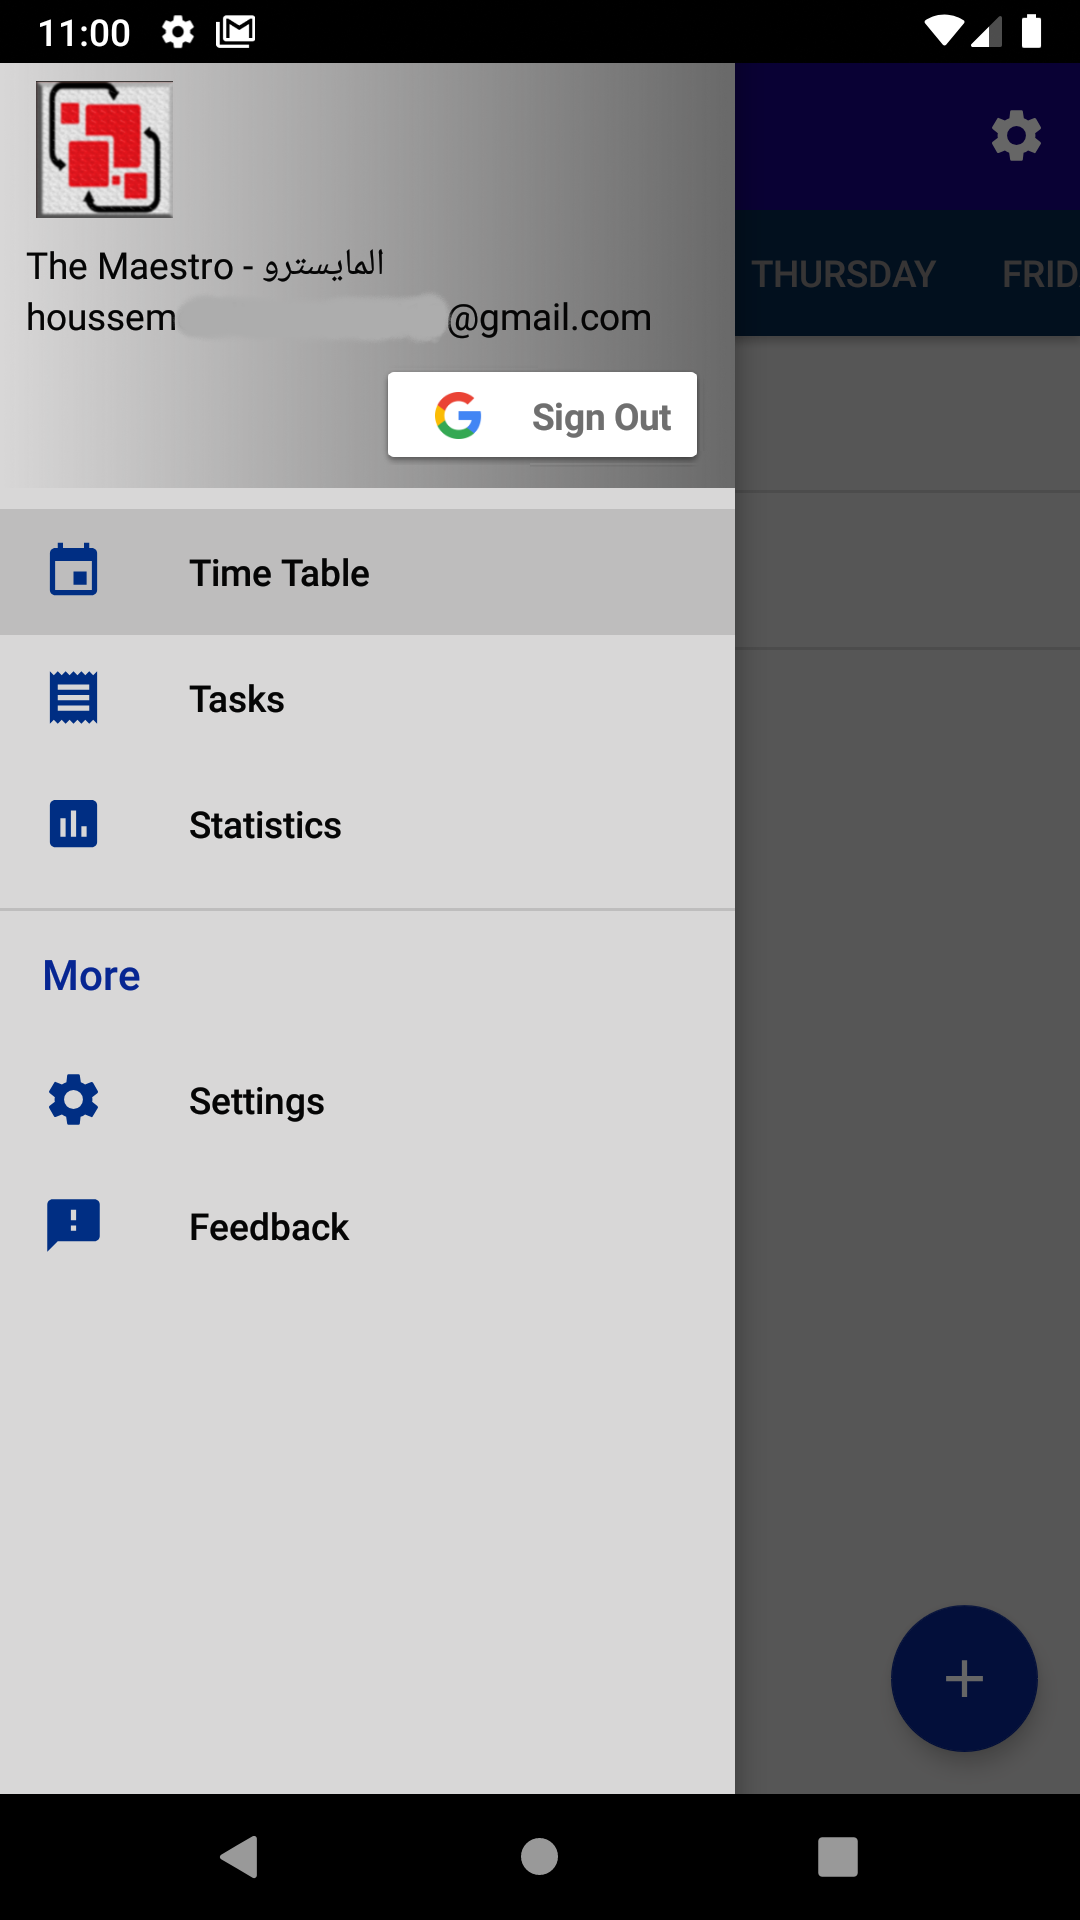 11:00
The Maestro - المايسترو
houssem @gmail.com
Sign Out
THURSDAY FRID
Time Table
Tasks
Statistics
More
Settings
Feedback